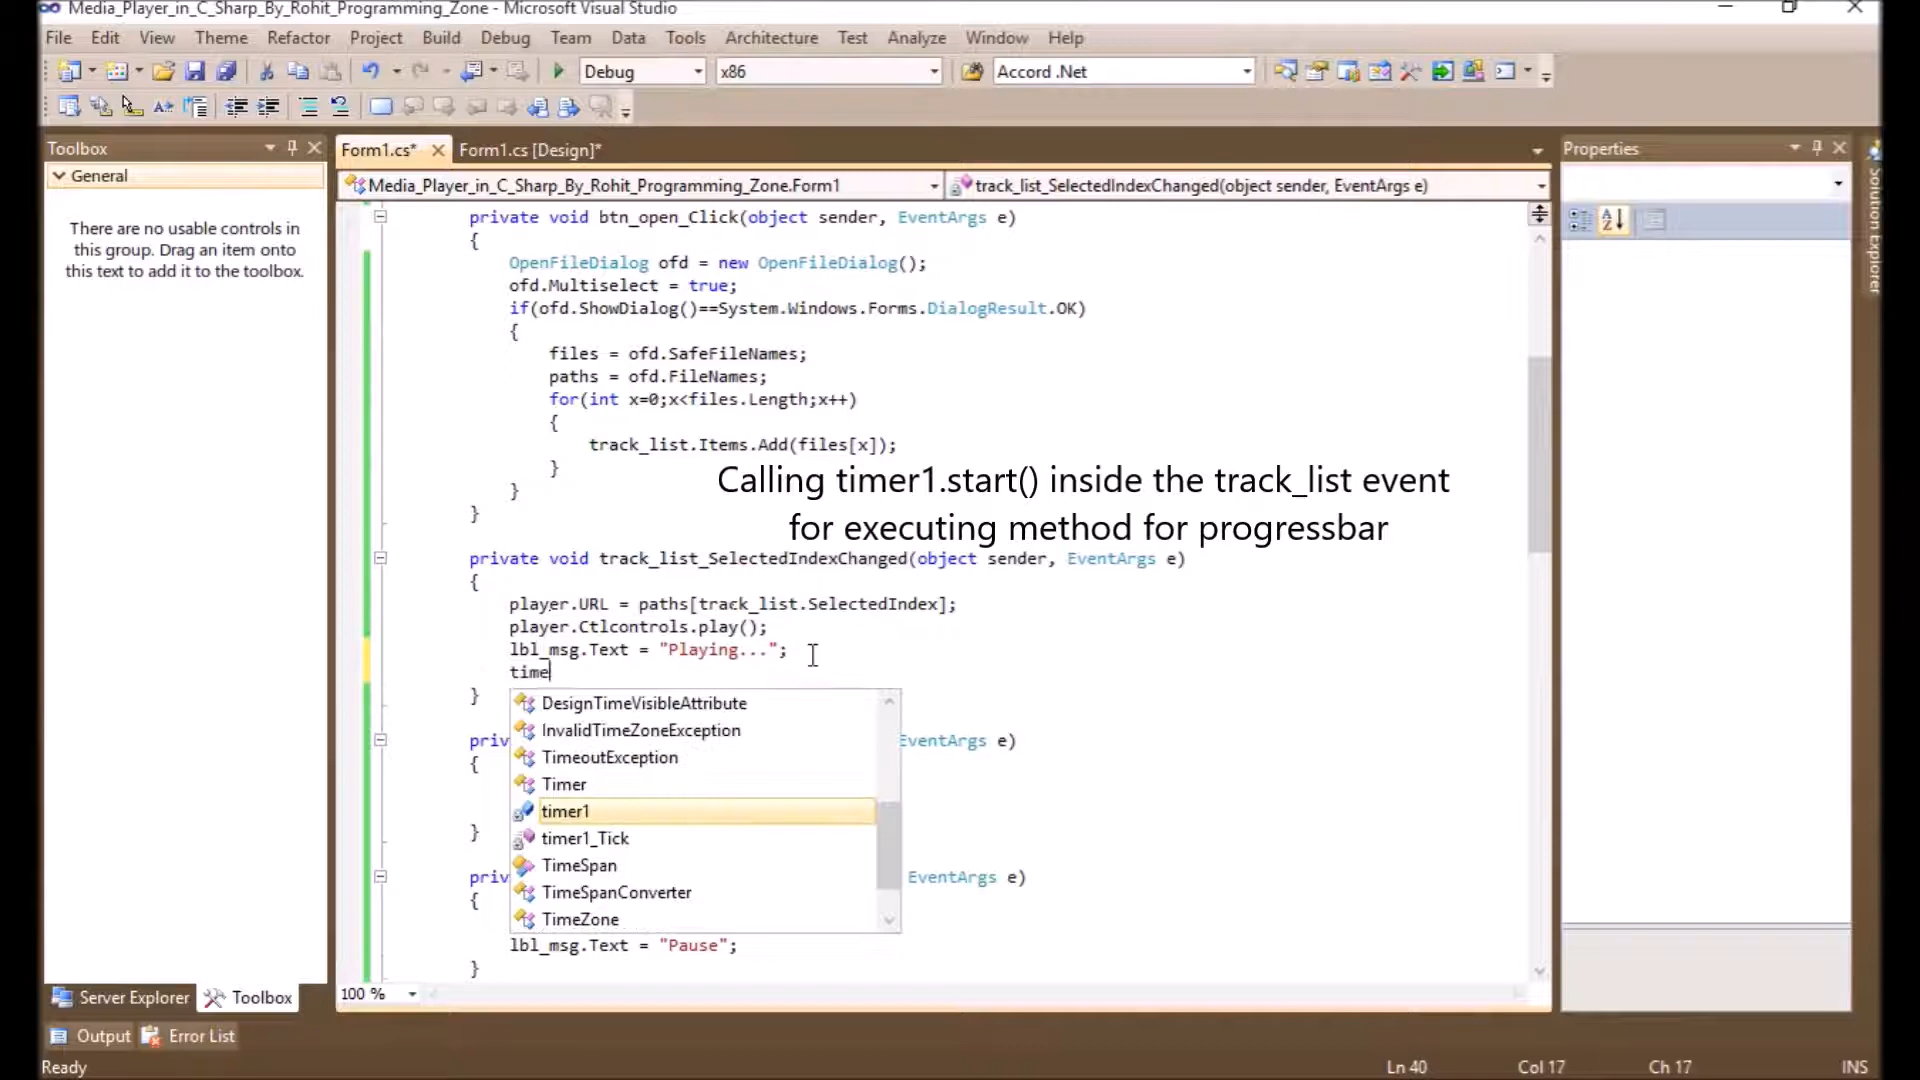 Media_Player_in_C_Sharp_By_Rohit_Programming_Zone - Microsoft Visual Studio
File Edit View Theme Refactor Project Build Debug Team Data Tools Architecture Test Analyze Window Help
Debug x86 Accord .Net
Toolbox
General
There are no usable controls in
this group. Drag an item onto
this text to add it to the toolbox.
Server Explorer Toolbox
Form1.cs* Form1.cs [Design]*
Media_Player_in_C_Sharp_By_Rohit_Programming_Zone.Form1 track_list_SelectedIndexChanged(object sender, EventArgs e)
private void btn_open_Click(object sender, EventArgs e)
{
OpenFileDialog ofd = new OpenFileDialog();
ofd.Multiselect = true;
if(ofd.ShowDialog()==System.Windows.Forms.DialogResult.OK)
{
files = ofd.SafeFileNames;
paths = ofd.FileNames;
for(int x=0;x<files.Length;x++)
{
track_list.Items.Add(files[x]);
}
}
}
Calling timer1.start() inside the track_list event
for executing method for progressbar
private void track_list_SelectedIndexChanged(object sender, EventArgs e)
{
player.URL = paths[track_list.SelectedIndex];
player.Ctlcontrols.play();
lbl_msg.Text = "Playing...";
time
}
DesignTimeVisibleAttribute
InvalidTimeZoneException
TimeoutException
Timer
timer1
timer1_Tick
TimeSpan
TimeSpanConverter
TimeZone
priv EventArgs e)
{
}
priv EventArgs e)
{
lbl_msg.Text = "Pause";
}
100 %
Properties
Solution Explorer
Output Error List
Ready Ln 40 Col 17 Ch 17 INS